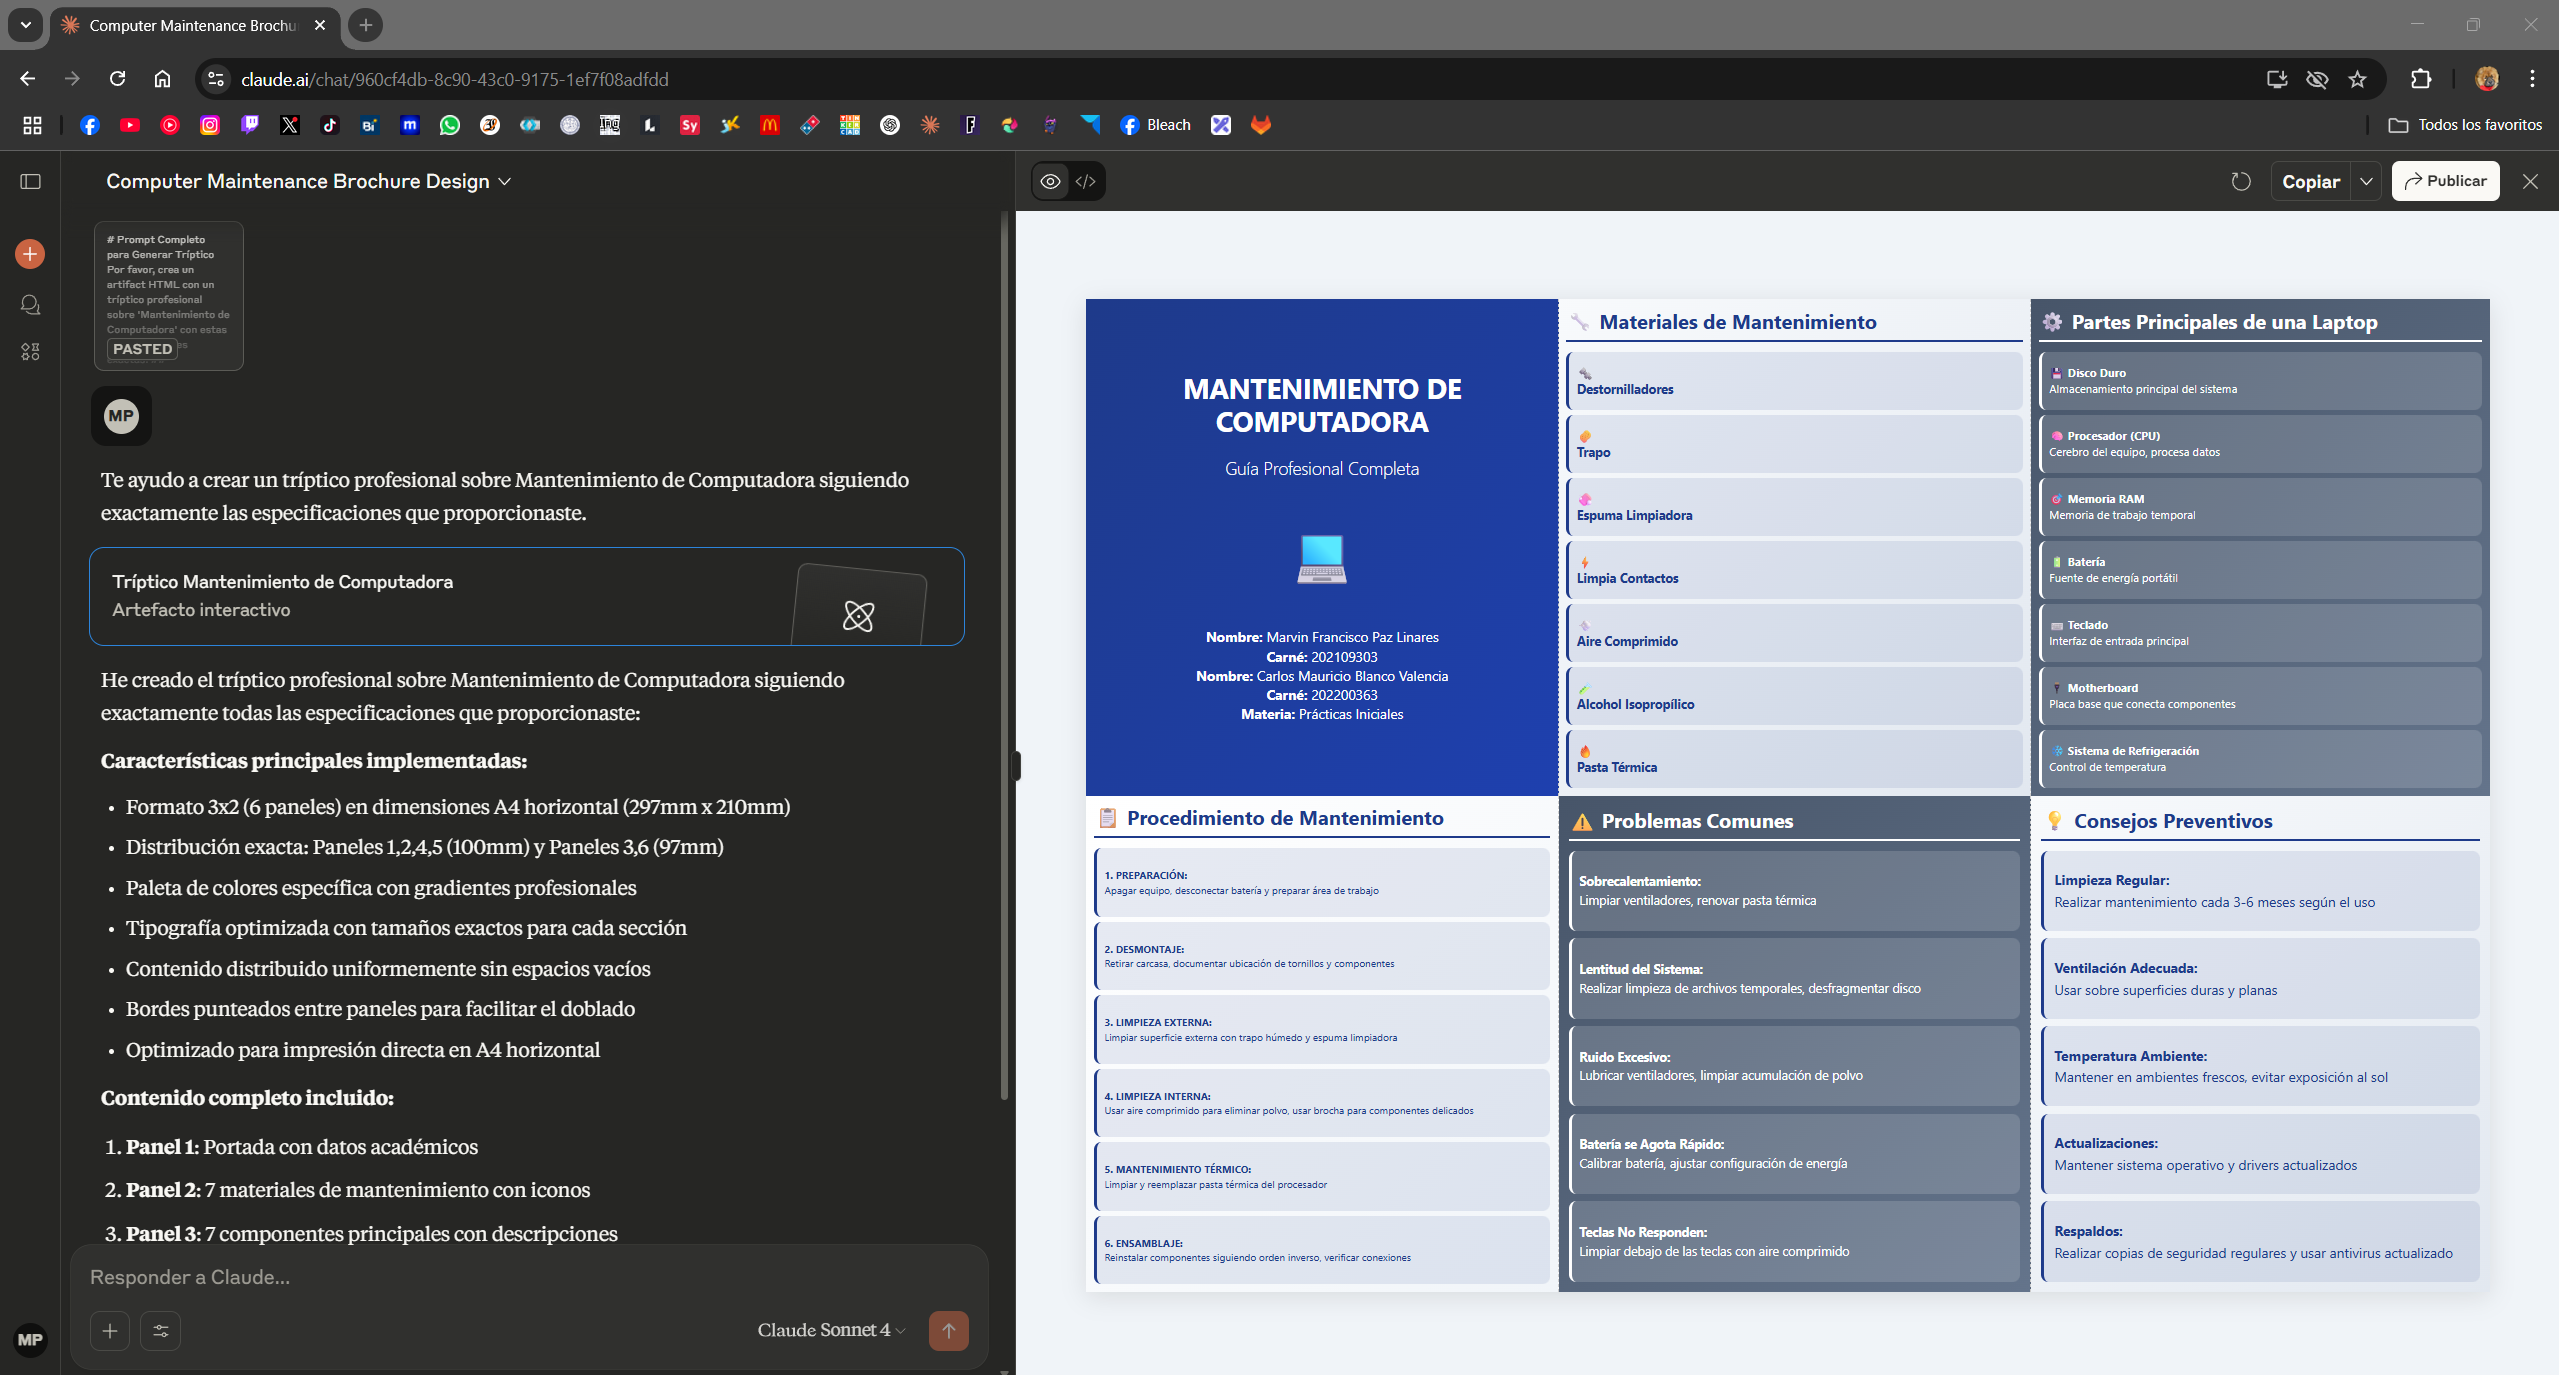 Computer Maintenance Brochu
claude.ai/chat/960cf4db-8c90-43c0-9175-1ef7f08adfdd
Bleach
Todos los favoritos
Computer Maintenance Brochure Design
Copiar
Publicar
# Prompt Completo
para Generar Tríptico
Por favor, crea un
artifact HTML con un
tríptico profesional
sobre 'Mantenimiento de
Computadora' con estas
PASTED
MP
Te ayudo a crear un tríptico profesional sobre Mantenimiento de Computadora siguiendo
exactamente las especificaciones que proporcionaste.
Tríptico Mantenimiento de Computadora
Artefacto interactivo
He creado el tríptico profesional sobre Mantenimiento de Computadora siguiendo
exactamente todas las especificaciones que proporcionaste:
Características principales implementadas:
• Formato 3x2 (6 paneles) en dimensiones A4 horizontal (297mm x 210mm)
• Distribución exacta: Paneles 1,2,4,5 (100mm) y Paneles 3,6 (97mm)
• Paleta de colores específica con gradientes profesionales
• Tipografía optimizada con tamaños exactos para cada sección
• Contenido distribuido uniformemente sin espacios vacíos
• Bordes punteados entre paneles para facilitar el doblado
• Optimizado para impresión directa en A4 horizontal
Contenido completo incluido:
1. Panel 1: Portada con datos académicos
2. Panel 2: 7 materiales de mantenimiento con iconos
3. Panel 3: 7 componentes principales con descripciones
Responder a Claude...
Claude Sonnet 4
MP
MANTENIMIENTO DE
COMPUTADORA
Guía Profesional Completa
Nombre: Marvin Francisco Paz Linares
Carné: 202109303
Nombre: Carlos Mauricio Blanco Valencia
Carné: 202200363
Materia: Prácticas Iniciales
Materiales de Mantenimiento
Destornilladores
Trapo
Espuma Limpiadora
Limpia Contactos
Aire Comprimido
Alcohol Isopropílico
Pasta Térmica
Partes Principales de una Laptop
Disco Duro
Almacenamiento principal del sistema
Procesador (CPU)
Cerebro del equipo, procesa datos
Memoria RAM
Memoria de trabajo temporal
Batería
Fuente de energía portátil
Teclado
Interfaz de entrada principal
Motherboard
Placa base que conecta componentes
Sistema de Refrigeración
Control de temperatura
Procedimiento de Mantenimiento
1. PREPARACIÓN:
Apagar equipo, desconectar batería y preparar área de trabajo
2. DESMONTAJE:
Retirar carcasa, documentar ubicación de tornillos y componentes
3. LIMPIEZA EXTERNA:
Limpiar superficie externa con trapo húmedo y espuma limpiadora
4. LIMPIEZA INTERNA:
Usar aire comprimido para eliminar polvo, usar brocha para componentes delicados
5. MANTENIMIENTO TÉRMICO:
Limpiar y reemplazar pasta térmica del procesador
6. ENSAMBLAJE:
Reinstalar componentes siguiendo orden inverso, verificar conexiones
Problemas Comunes
Sobrecalentamiento:
Limpiar ventiladores, renovar pasta térmica
Lentitud del Sistema:
Realizar limpieza de archivos temporales, desfragmentar disco
Ruido Excesivo:
Lubricar ventiladores, limpiar acumulación de polvo
Batería se Agota Rápido:
Calibrar batería, ajustar configuración de energía
Teclas No Responden:
Limpiar debajo de las teclas con aire comprimido
Consejos Preventivos
Limpieza Regular:
Realizar mantenimiento cada 3-6 meses según el uso
Ventilación Adecuada:
Usar sobre superficies duras y planas
Temperatura Ambiente:
Mantener en ambientes frescos, evitar exposición al sol
Actualizaciones:
Mantener sistema operativo y drivers actualizados
Respaldos:
Realizar copias de seguridad regulares y usar antivirus actualizado